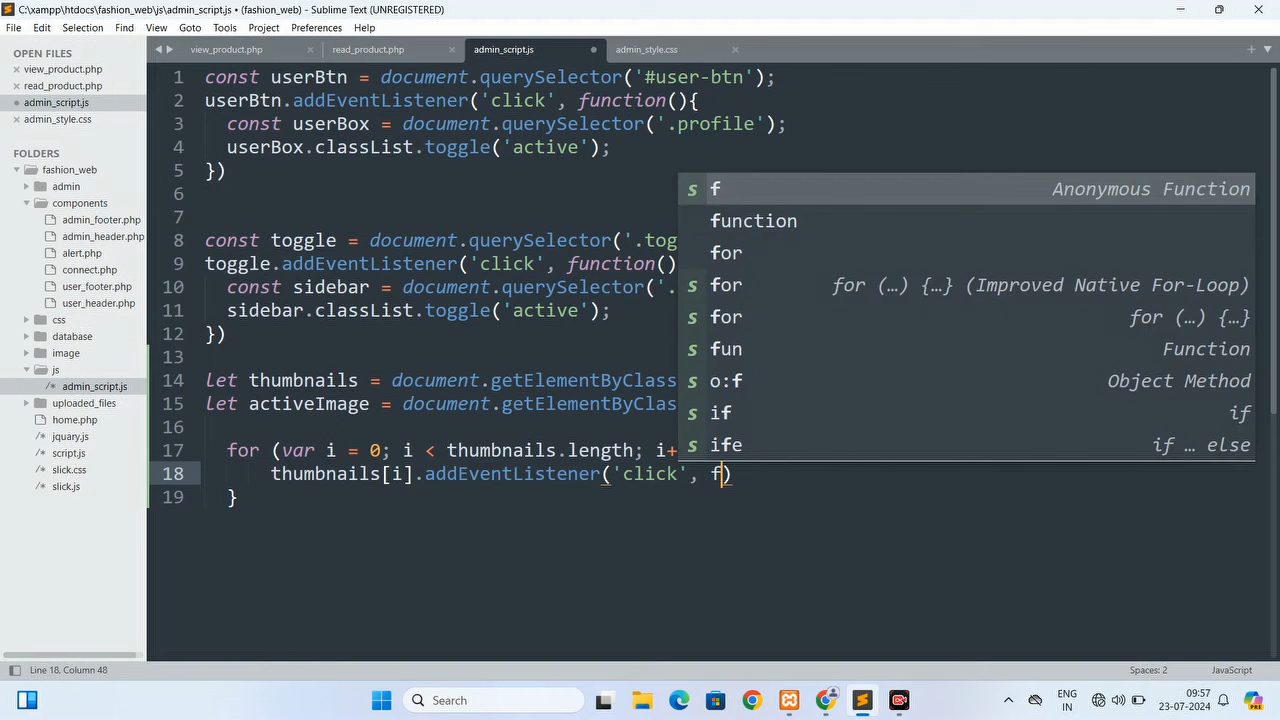 C:\xampp\htdocs\fashion_web\js\admin_script.js • (fashion_web) - Sublime Text (UNREGISTERED)
File Edit Selection Find View Goto Tools Project Preferences Help
OPEN FILES
view_product.php
read_product.php
admin_script.js
admin_style.css
FOLDERS
fashion_web
admin
components
admin_footer.php
admin_header.php
alert.php
connect.php
user_footer.php
user_header.php
css
database
image
js
admin_script.js
uploaded_files
home.php
jquary.js
script.js
slick.css
slick.js
view_product.php read_product.php admin_script.js admin_style.css
1 const userBtn = document.querySelector('#user-btn');
2 userBtn.addEventListener('click', function(){
3 const userBox = document.querySelector('.profile');
4 userBox.classList.toggle('active');
5 })
6
7
8 const toggle = document.querySelector('.tog
9 toggle.addEventListener('click', function()
10 const sidebar = document.querySelector('.
11 sidebar.classList.toggle('active');
12 })
13
14 let thumbnails = document.getElementByClass
15 let activeImage = document.getElementByClas
16
17 for (var i = 0; i < thumbnails.length; i+
18 thumbnails[i].addEventListener('click', f)
19 }
s f Anonymous Function
function
for
s for for (…) {…} (Improved Native For-Loop)
s for for (…) {…}
s fun Function
s o:f Object Method
s if if
s ife if … else
Line 18, Column 48 Spaces: 2 JavaScript
Search
ENG
IN
09:57
23-07-2024
PRE